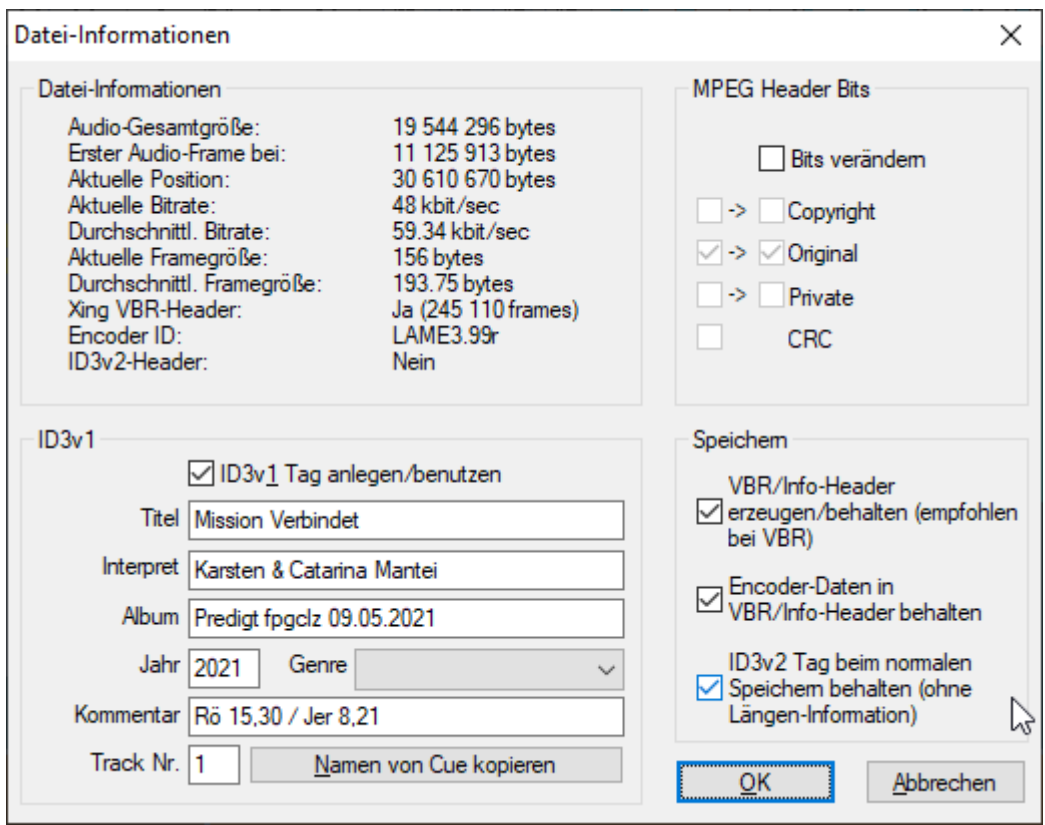 Datei-Informationen
Datei-Informationen
Audio-Gesamtgröße: 19 544 296 bytes
Erster Audio-Frame bei: 11 125 913 bytes
Aktuelle Position: 30 610 670 bytes
Aktuelle Bitrate: 48 kbit/sec
Durchschnittl. Bitrate: 59.34 kbit/sec
Aktuelle Framegröße: 156 bytes
Durchschnittl. Framegröße: 193.75 bytes
Xing VBR-Header: Ja (245 110 frames)
Encoder ID: LAME3.99r
ID3v2-Header: Nein
MPEG Header Bits
Bits verändern
-> Copyright
-> Original
-> Private
CRC
ID3v1
ID3v1 Tag anlegen/benutzen
Titel Mission Verbindet
Interpret Karsten & Catarina Mantei
Album Predigt fpgclz 09.05.2021
Jahr 2021 Genre
Kommentar Rö 15,30 / Jer 8,21
Track Nr. 1 Namen von Cue kopieren
Speichern
VBR/Info-Header
erzeugen/behalten (empfohlen
bei VBR)
Encoder-Daten in
VBR/Info-Header behalten
ID3v2 Tag beim normalen
Speichern behalten (ohne
Längen-Information)
OK Abbrechen